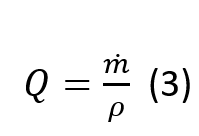 Q = ṁ/ρ (3)